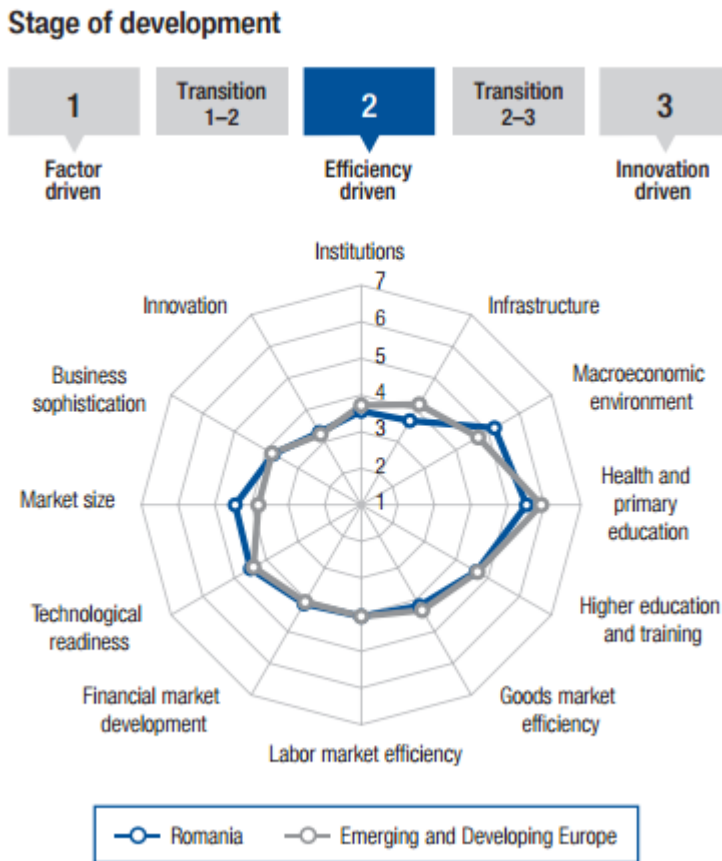 Stage of development
1
Transition
1–2
2
Transition
2–3
3
Factor
driven
Efficiency
driven
Innovation
driven
Institutions
7
6
5
4
3
2
1
Innovation
Infrastructure
Business
sophistication
Macroeconomic
environment
Market size
Health and
primary
education
Technological
readiness
Higher education
and training
Financial market
development
Goods market
efficiency
Labor market efficiency
Romania
Emerging and Developing Europe